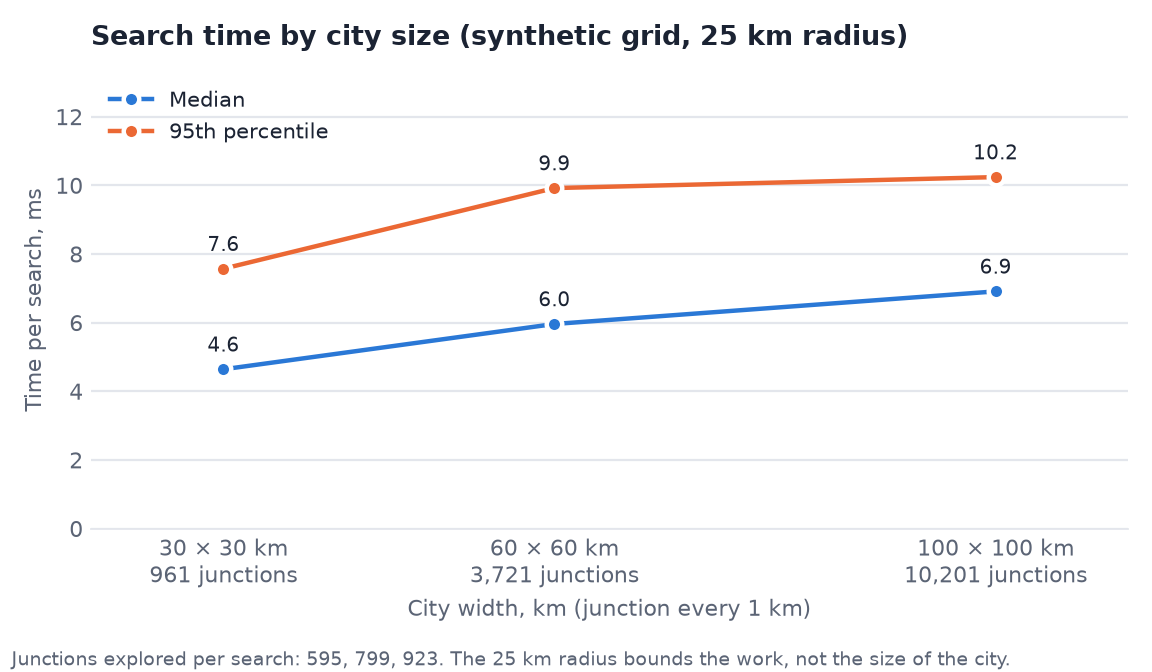 Search time by city size (synthetic grid, 25 km radius)
Median
95th percentile
12
10
8
6
4
2
0
Time per search, ms
7.6
9.9
10.2
4.6
6.0
6.9
30 × 30 km
961 junctions
60 × 60 km
3,721 junctions
100 × 100 km
10,201 junctions
City width, km (junction every 1 km)
Junctions explored per search: 595, 799, 923. The 25 km radius bounds the work, not the size of the city.